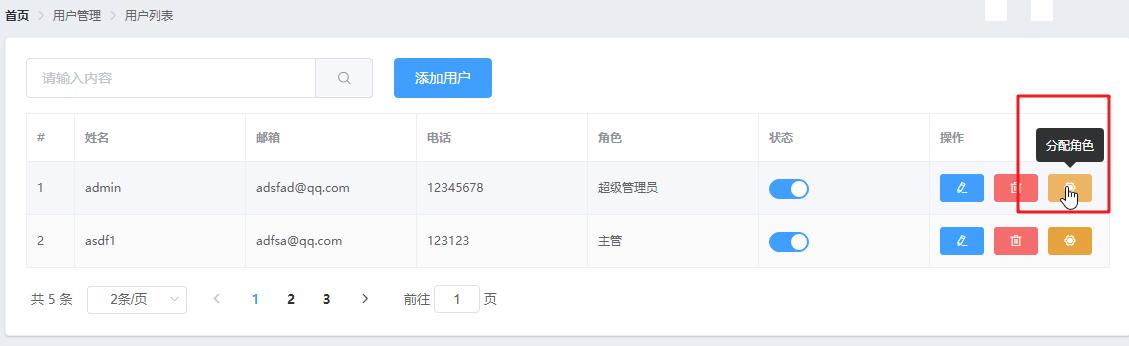 首页 > 用户管理 > 用户列表
请输入内容 添加用户
# 姓名 邮箱 电话 角色 状态 操作
分配角色
1 admin adsfad@qq.com 12345678 超级管理员
2 asdf1 adfsa@qq.com 123123 主管
共 5 条 2条/页 < 1 2 3 > 前往 1 页